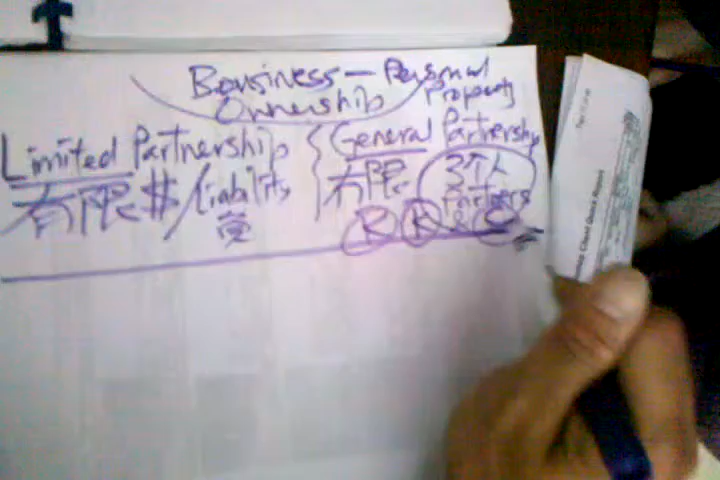 Business - Personal
Ownership Property
Limited Partnership
General Partnership
有限 $ / liability
有限
3个人
Partners
R R & C